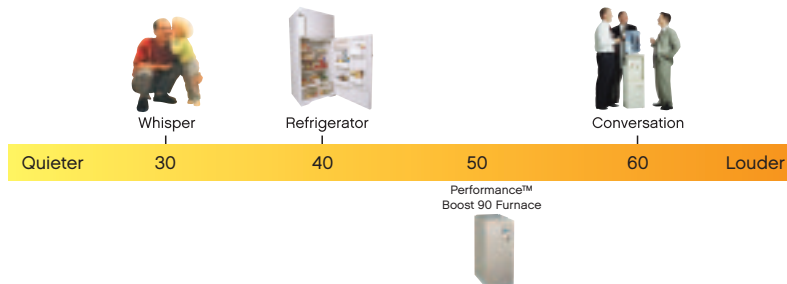 Whisper
Refrigerator
Conversation
Quieter 30 40 50 60 Louder
Performance™
Boost 90 Furnace